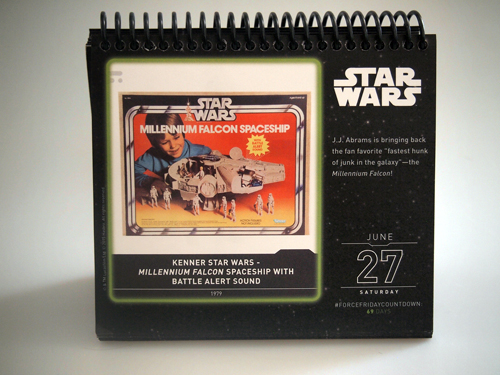 STAR
WARS
MILLENNIUM FALCON SPACESHIP
KENNER STAR WARS -
MILLENNIUM FALCON SPACESHIP WITH
BATTLE ALERT SOUND
1979
STAR
WARS
J.J. Abrams is bringing back
the fan favorite "fastest hunk
of junk in the galaxy"—the
Millennium Falcon!
JUNE
27
SATURDAY
#FORCEFRIDAYCOUNTDOWN
69 DAYS